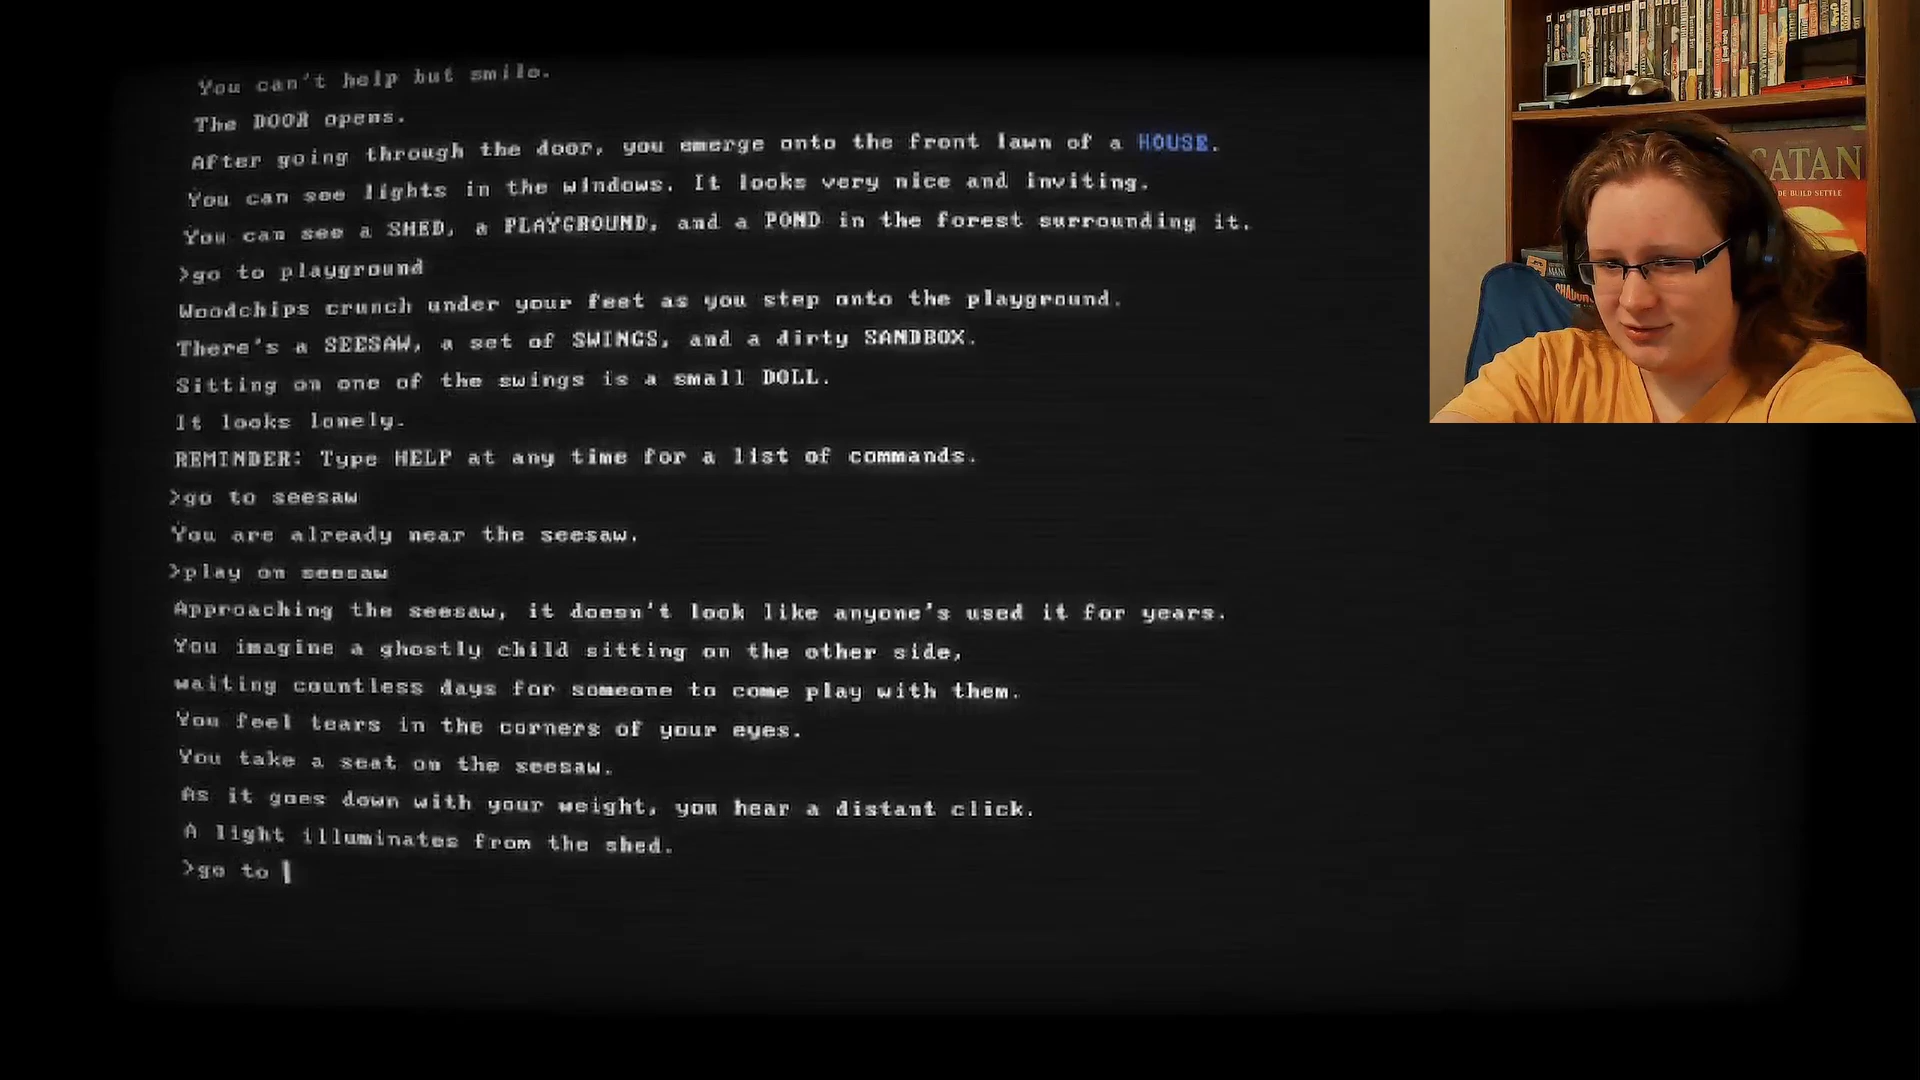 You can't help but smile.
The DOOR opens.
After going through the door, you emerge onto the front lawn of a HOUSE.
You can see lights in the windows. It looks very nice and inviting.
You can see a SHED, a PLAYGROUND, and a POND in the forest surrounding it.
>go to playground
Woodchips crunch under your feet as you step onto the playground.
There's a SEESAW, a set of SWINGS, and a dirty SANDBOX.
Sitting on one of the swings is a small DOLL.
It looks lonely.
REMINDER: Type HELP at any time for a list of commands.
>go to seesaw
You are already near the seesaw.
>play on seesaw
Approaching the seesaw, it doesn't look like anyone's used it for years.
You imagine a ghostly child sitting on the other side,
waiting countless days for someone to come play with them.
You feel tears in the corners of your eyes.
You take a seat on the seesaw.
As it goes down with your weight, you hear a distant click.
A light illuminates from the shed.
>go to
CATAN
BUILD SETTLE